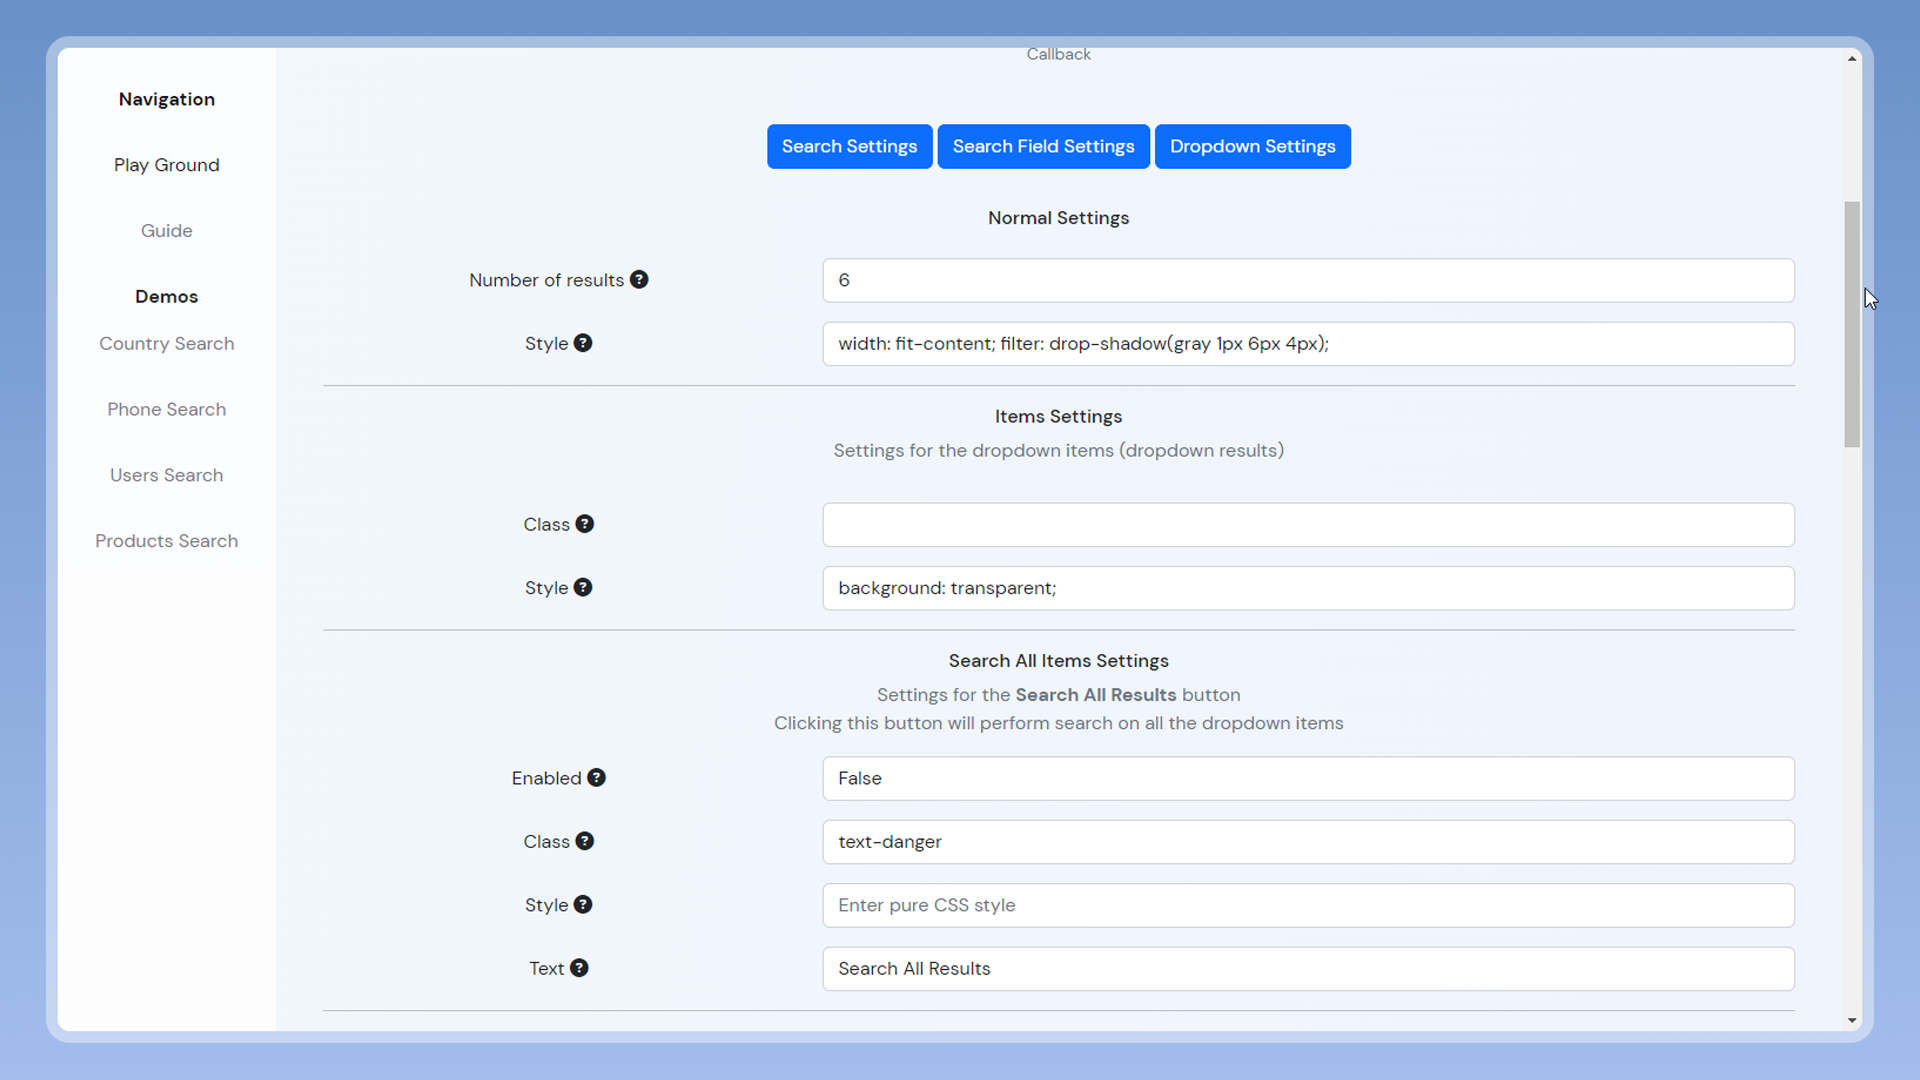 Callback
Navigation
Play Ground
Guide
Demos
Country Search
Phone Search
Users Search
Products Search
Search Settings
Search Field Settings
Dropdown Settings
Normal Settings
Number of results ?
6
Style ?
width: fit-content; filter: drop-shadow(gray 1px 6px 4px);
Items Settings
Settings for the dropdown items (dropdown results)
Class ?
Style ?
background: transparent;
Search All Items Settings
Settings for the Search All Results button
Clicking this button will perform search on all the dropdown items
Enabled ?
False
Class ?
text-danger
Style ?
Enter pure CSS style
Text ?
Search All Results